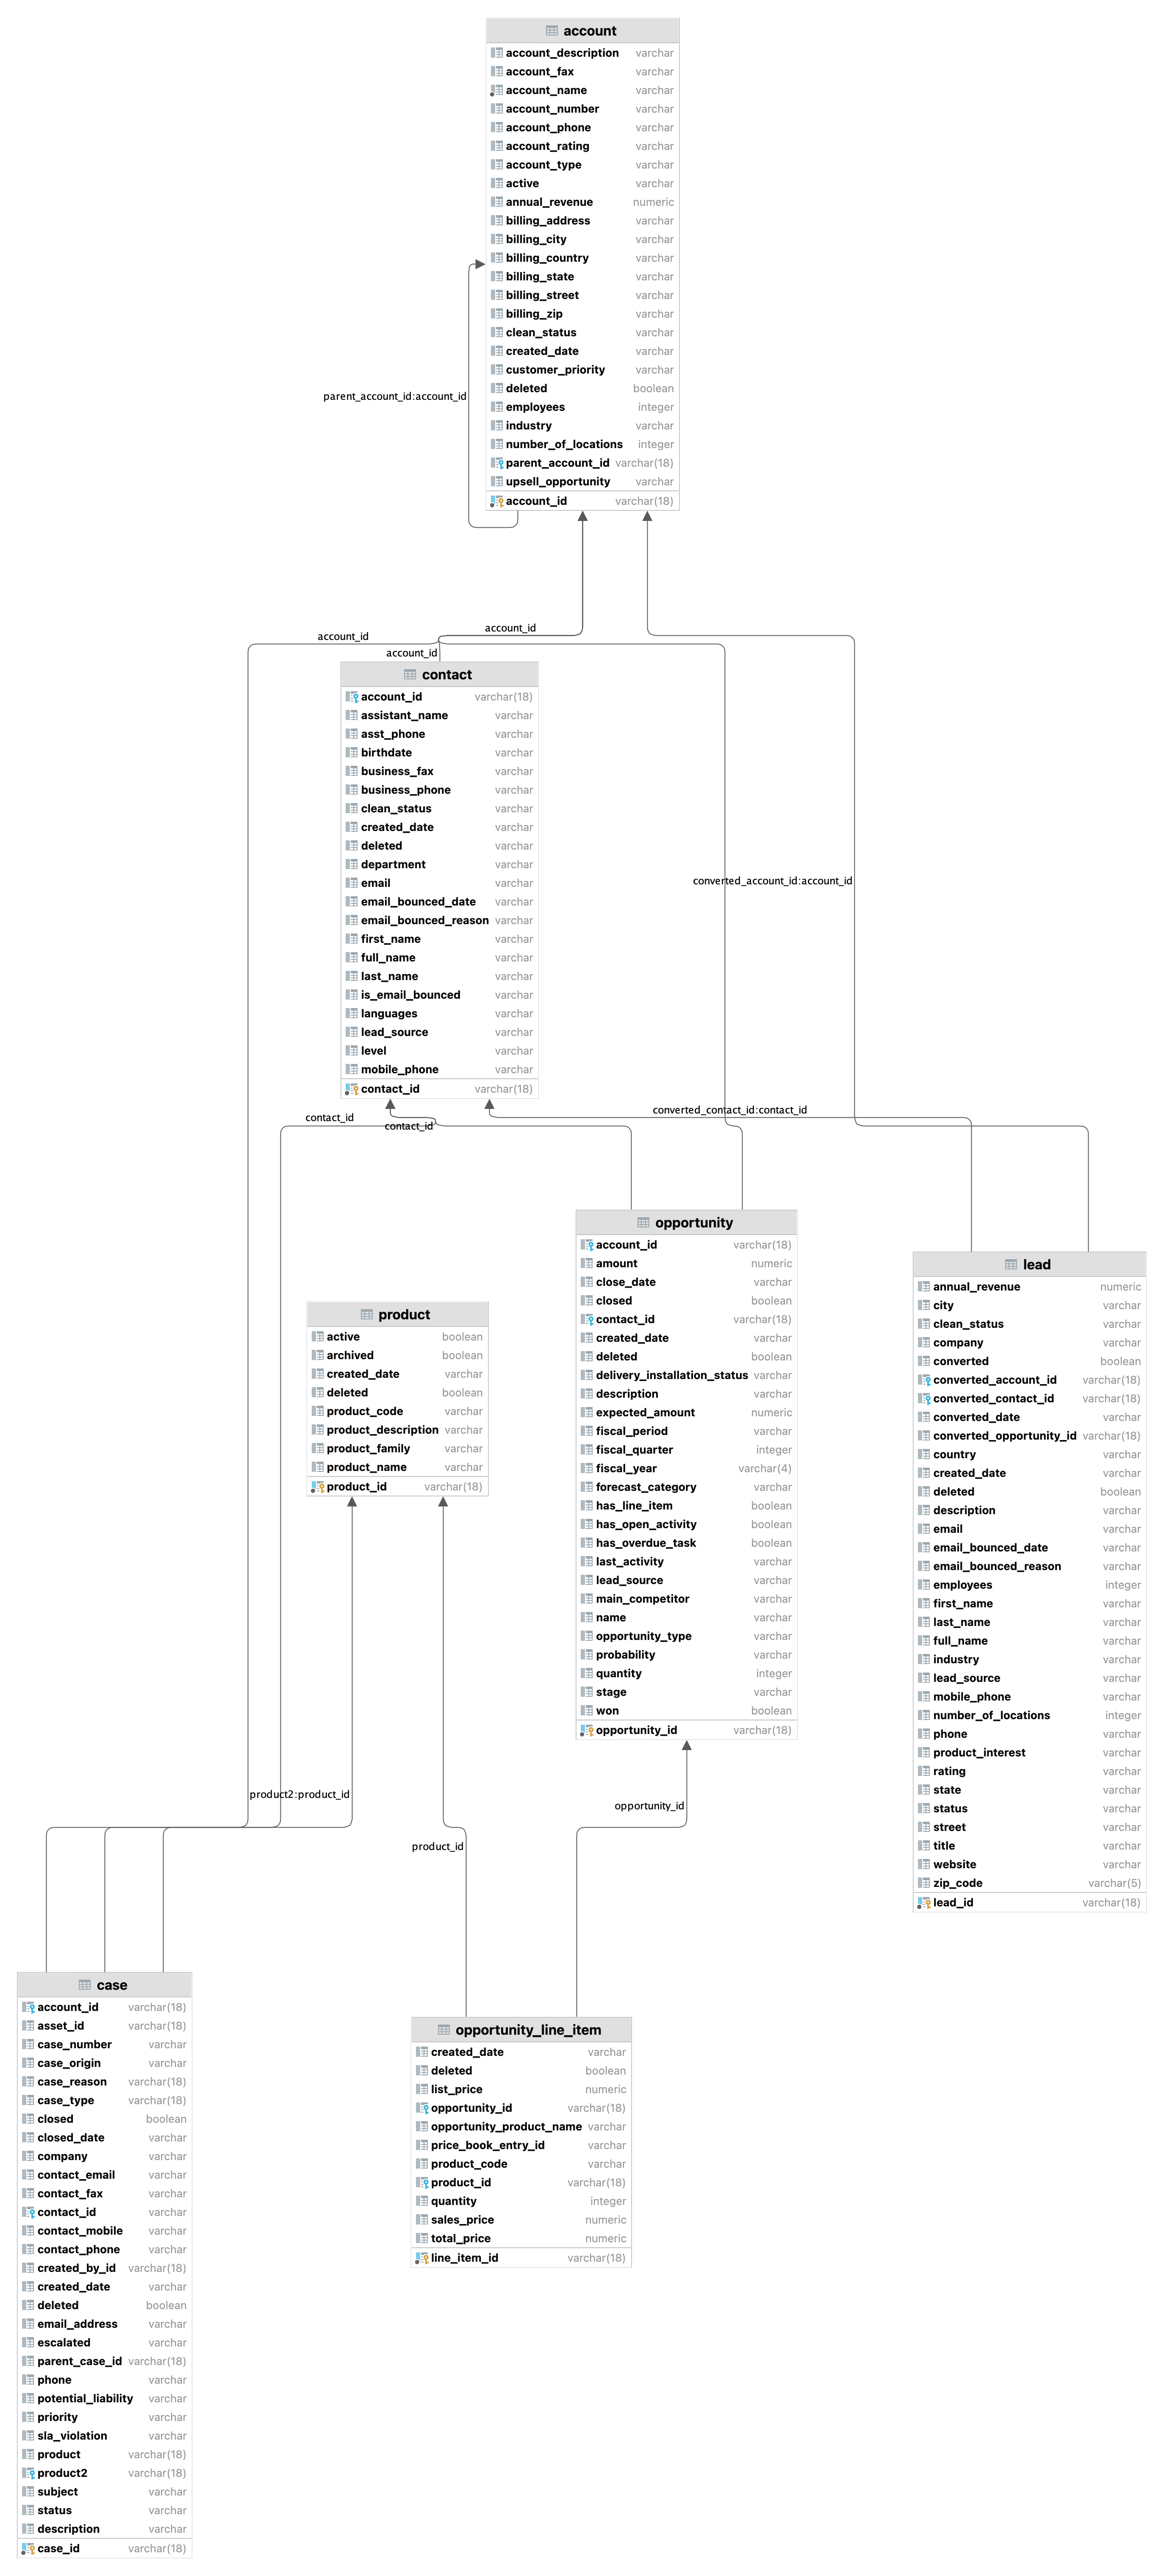 account
account_description varchar
account_fax varchar
account_name varchar
account_number varchar
account_phone varchar
account_rating varchar
account_type varchar
active varchar
annual_revenue numeric
billing_address varchar
billing_city varchar
billing_country varchar
billing_state varchar
billing_street varchar
billing_zip varchar
clean_status varchar
created_date varchar
customer_priority varchar
deleted boolean
employees integer
industry varchar
number_of_locations integer
parent_account_id varchar(18)
upsell_opportunity varchar
account_id varchar(18)
parent_account_id:account_id
account_id
account_id
account_id
contact
account_id varchar(18)
assistant_name varchar
asst_phone varchar
birthdate varchar
business_fax varchar
business_phone varchar
clean_status varchar
created_date varchar
deleted varchar
department varchar
email varchar
email_bounced_date varchar
email_bounced_reason varchar
first_name varchar
full_name varchar
last_name varchar
is_email_bounced varchar
languages varchar
lead_source varchar
level varchar
mobile_phone varchar
contact_id varchar(18)
converted_account_id:account_id
converted_contact_id:contact_id
contact_id
contact_id
opportunity
account_id varchar(18)
amount numeric
close_date varchar
closed boolean
contact_id varchar(18)
created_date varchar
deleted boolean
delivery_installation_status varchar
description varchar
expected_amount numeric
fiscal_period varchar
fiscal_quarter integer
fiscal_year varchar(4)
forecast_category varchar
has_line_item boolean
has_open_activity boolean
has_overdue_task boolean
last_activity varchar
lead_source varchar
main_competitor varchar
name varchar
opportunity_type varchar
probability varchar
quantity integer
stage varchar
won boolean
opportunity_id varchar(18)
lead
annual_revenue numeric
city varchar
clean_status varchar
company varchar
converted boolean
converted_account_id varchar(18)
converted_contact_id varchar(18)
converted_date varchar
converted_opportunity_id varchar(18)
country varchar
created_date varchar
deleted boolean
description varchar
email varchar
email_bounced_date varchar
email_bounced_reason varchar
employees integer
first_name varchar
last_name varchar
full_name varchar
industry varchar
lead_source varchar
mobile_phone varchar
number_of_locations integer
phone varchar
product_interest varchar
rating varchar
state varchar
status varchar
street varchar
title varchar
website varchar
zip_code varchar(5)
lead_id varchar(18)
product
active boolean
archived boolean
created_date varchar
deleted boolean
product_code varchar
product_description varchar
product_family varchar
product_name varchar
product_id varchar(18)
product2:product_id
product_id
opportunity_id
case
account_id varchar(18)
asset_id varchar(18)
case_number varchar
case_origin varchar
case_reason varchar(18)
case_type varchar(18)
closed boolean
closed_date varchar
company varchar
contact_email varchar
contact_fax varchar
contact_id varchar
contact_mobile varchar
contact_phone varchar
created_by_id varchar(18)
created_date varchar
deleted boolean
email_address varchar
escalated varchar
parent_case_id varchar(18)
phone varchar
potential_liability varchar
priority varchar
sla_violation varchar
product varchar(18)
product2 varchar(18)
subject varchar
status varchar
description varchar
case_id varchar(18)
opportunity_line_item
created_date varchar
deleted boolean
list_price numeric
opportunity_id varchar(18)
opportunity_product_name varchar
price_book_entry_id varchar
product_code varchar
product_id varchar(18)
quantity integer
sales_price numeric
total_price numeric
line_item_id varchar(18)